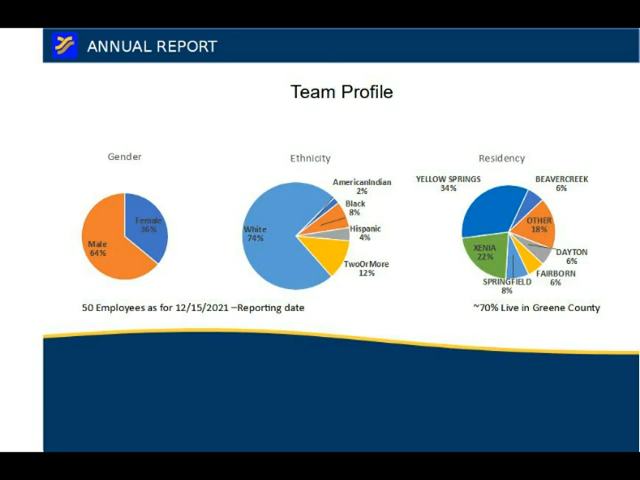 ANNUAL REPORT
Team Profile
Gender
Female
36%
Male
64%
Ethnicity
AmericanIndian
2%
Black
8%
Hispanic
4%
White
74%
TwoOrMore
12%
Residency
YELLOW SPRINGS
34%
BEAVERCREEK
6%
OTHER
18%
XENIA
22%
DAYTON
6%
FAIRBORN
6%
SPRINGFIELD
8%
50 Employees as for 12/15/2021 –Reporting date
~70% Live in Greene County